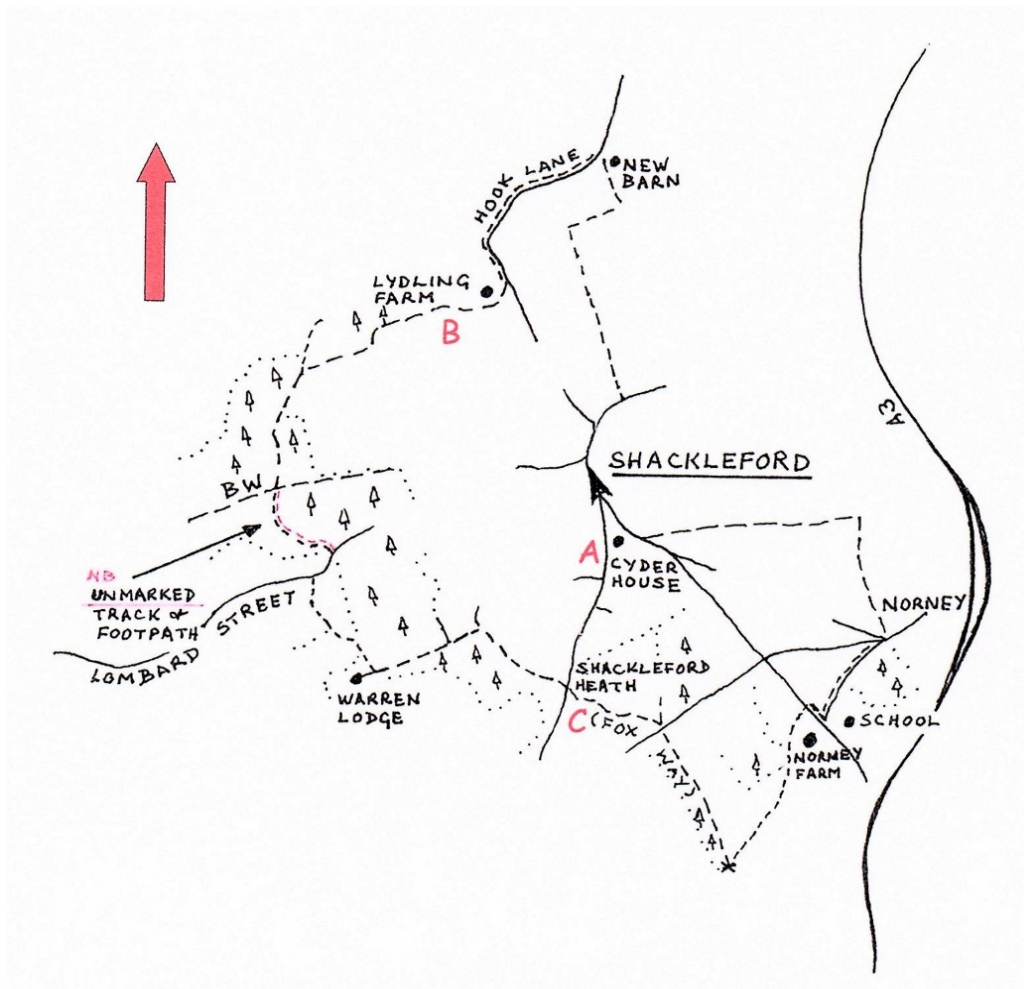 HOOK LANE
NEW
BARN
LYDLING
FARM
B
A3
SHACKLEFORD
BW
A
CYDER
HOUSE
NB
UNMARKED
TRACK &
FOOTPATH
NORNEY
LOMBARD STREET
SHACKLEFORD
HEATH
WARREN
LODGE
C
(FOX
WAY)
SCHOOL
NORNEY
FARM